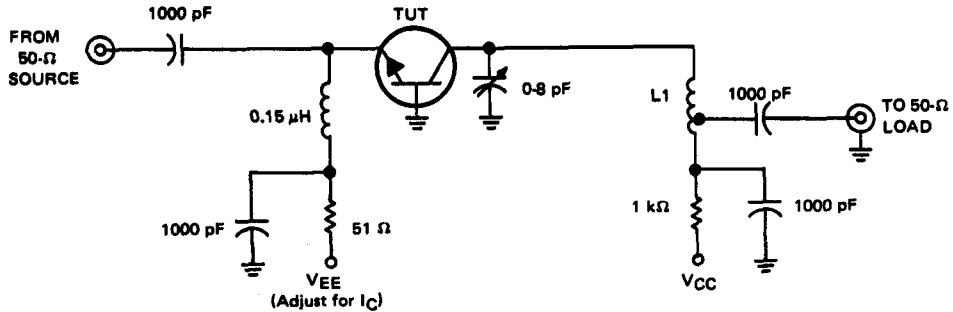 1000 pF
TUT
FROM
50-Ω
SOURCE
0-8 pF
L1
1000 pF
TO 50-Ω
LOAD
0.15 μH
1000 pF
51 Ω
1 kΩ
1000 pF
VEE
(Adjust for IC)
VCC